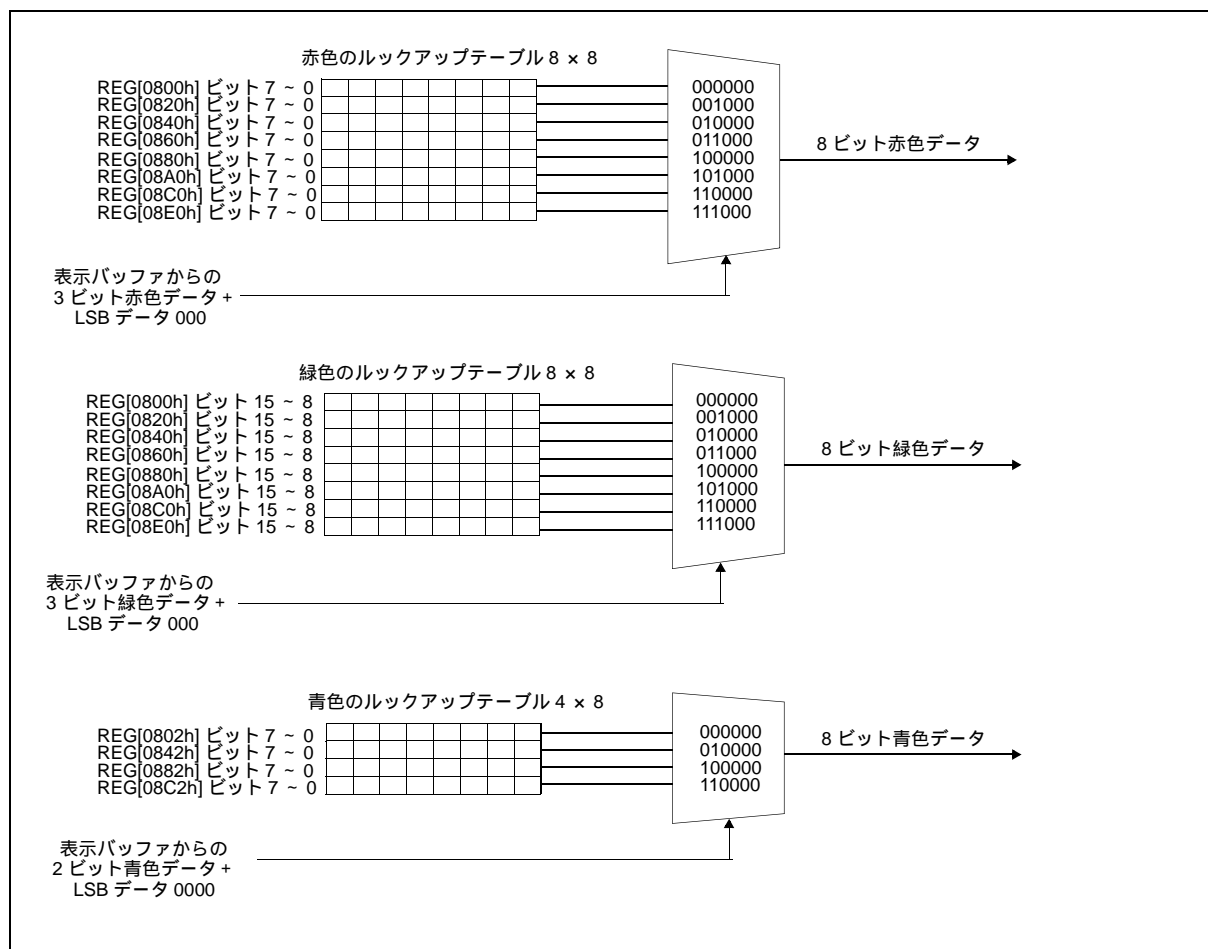 赤色のルックアップテーブル 8 × 8
REG[0800h] ビット 7 ~ 0
REG[0820h] ビット 7 ~ 0
REG[0840h] ビット 7 ~ 0
REG[0860h] ビット 7 ~ 0
REG[0880h] ビット 7 ~ 0
REG[08A0h] ビット 7 ~ 0
REG[08C0h] ビット 7 ~ 0
REG[08E0h] ビット 7 ~ 0
000000
001000
010000
011000
100000
101000
110000
111000
8 ビット赤色データ
表示バッファからの
3 ビット赤色データ +
LSB データ 000
緑色のルックアップテーブル 8 × 8
REG[0800h] ビット 15 ~ 8
REG[0820h] ビット 15 ~ 8
REG[0840h] ビット 15 ~ 8
REG[0860h] ビット 15 ~ 8
REG[0880h] ビット 15 ~ 8
REG[08A0h] ビット 15 ~ 8
REG[08C0h] ビット 15 ~ 8
REG[08E0h] ビット 15 ~ 8
000000
001000
010000
011000
100000
101000
110000
111000
8 ビット緑色データ
表示バッファからの
3 ビット緑色データ +
LSB データ 000
青色のルックアップテーブル 4 × 8
REG[0802h] ビット 7 ~ 0
REG[0842h] ビット 7 ~ 0
REG[0882h] ビット 7 ~ 0
REG[08C2h] ビット 7 ~ 0
000000
010000
100000
110000
8 ビット青色データ
表示バッファからの
2 ビット青色データ +
LSB データ 0000